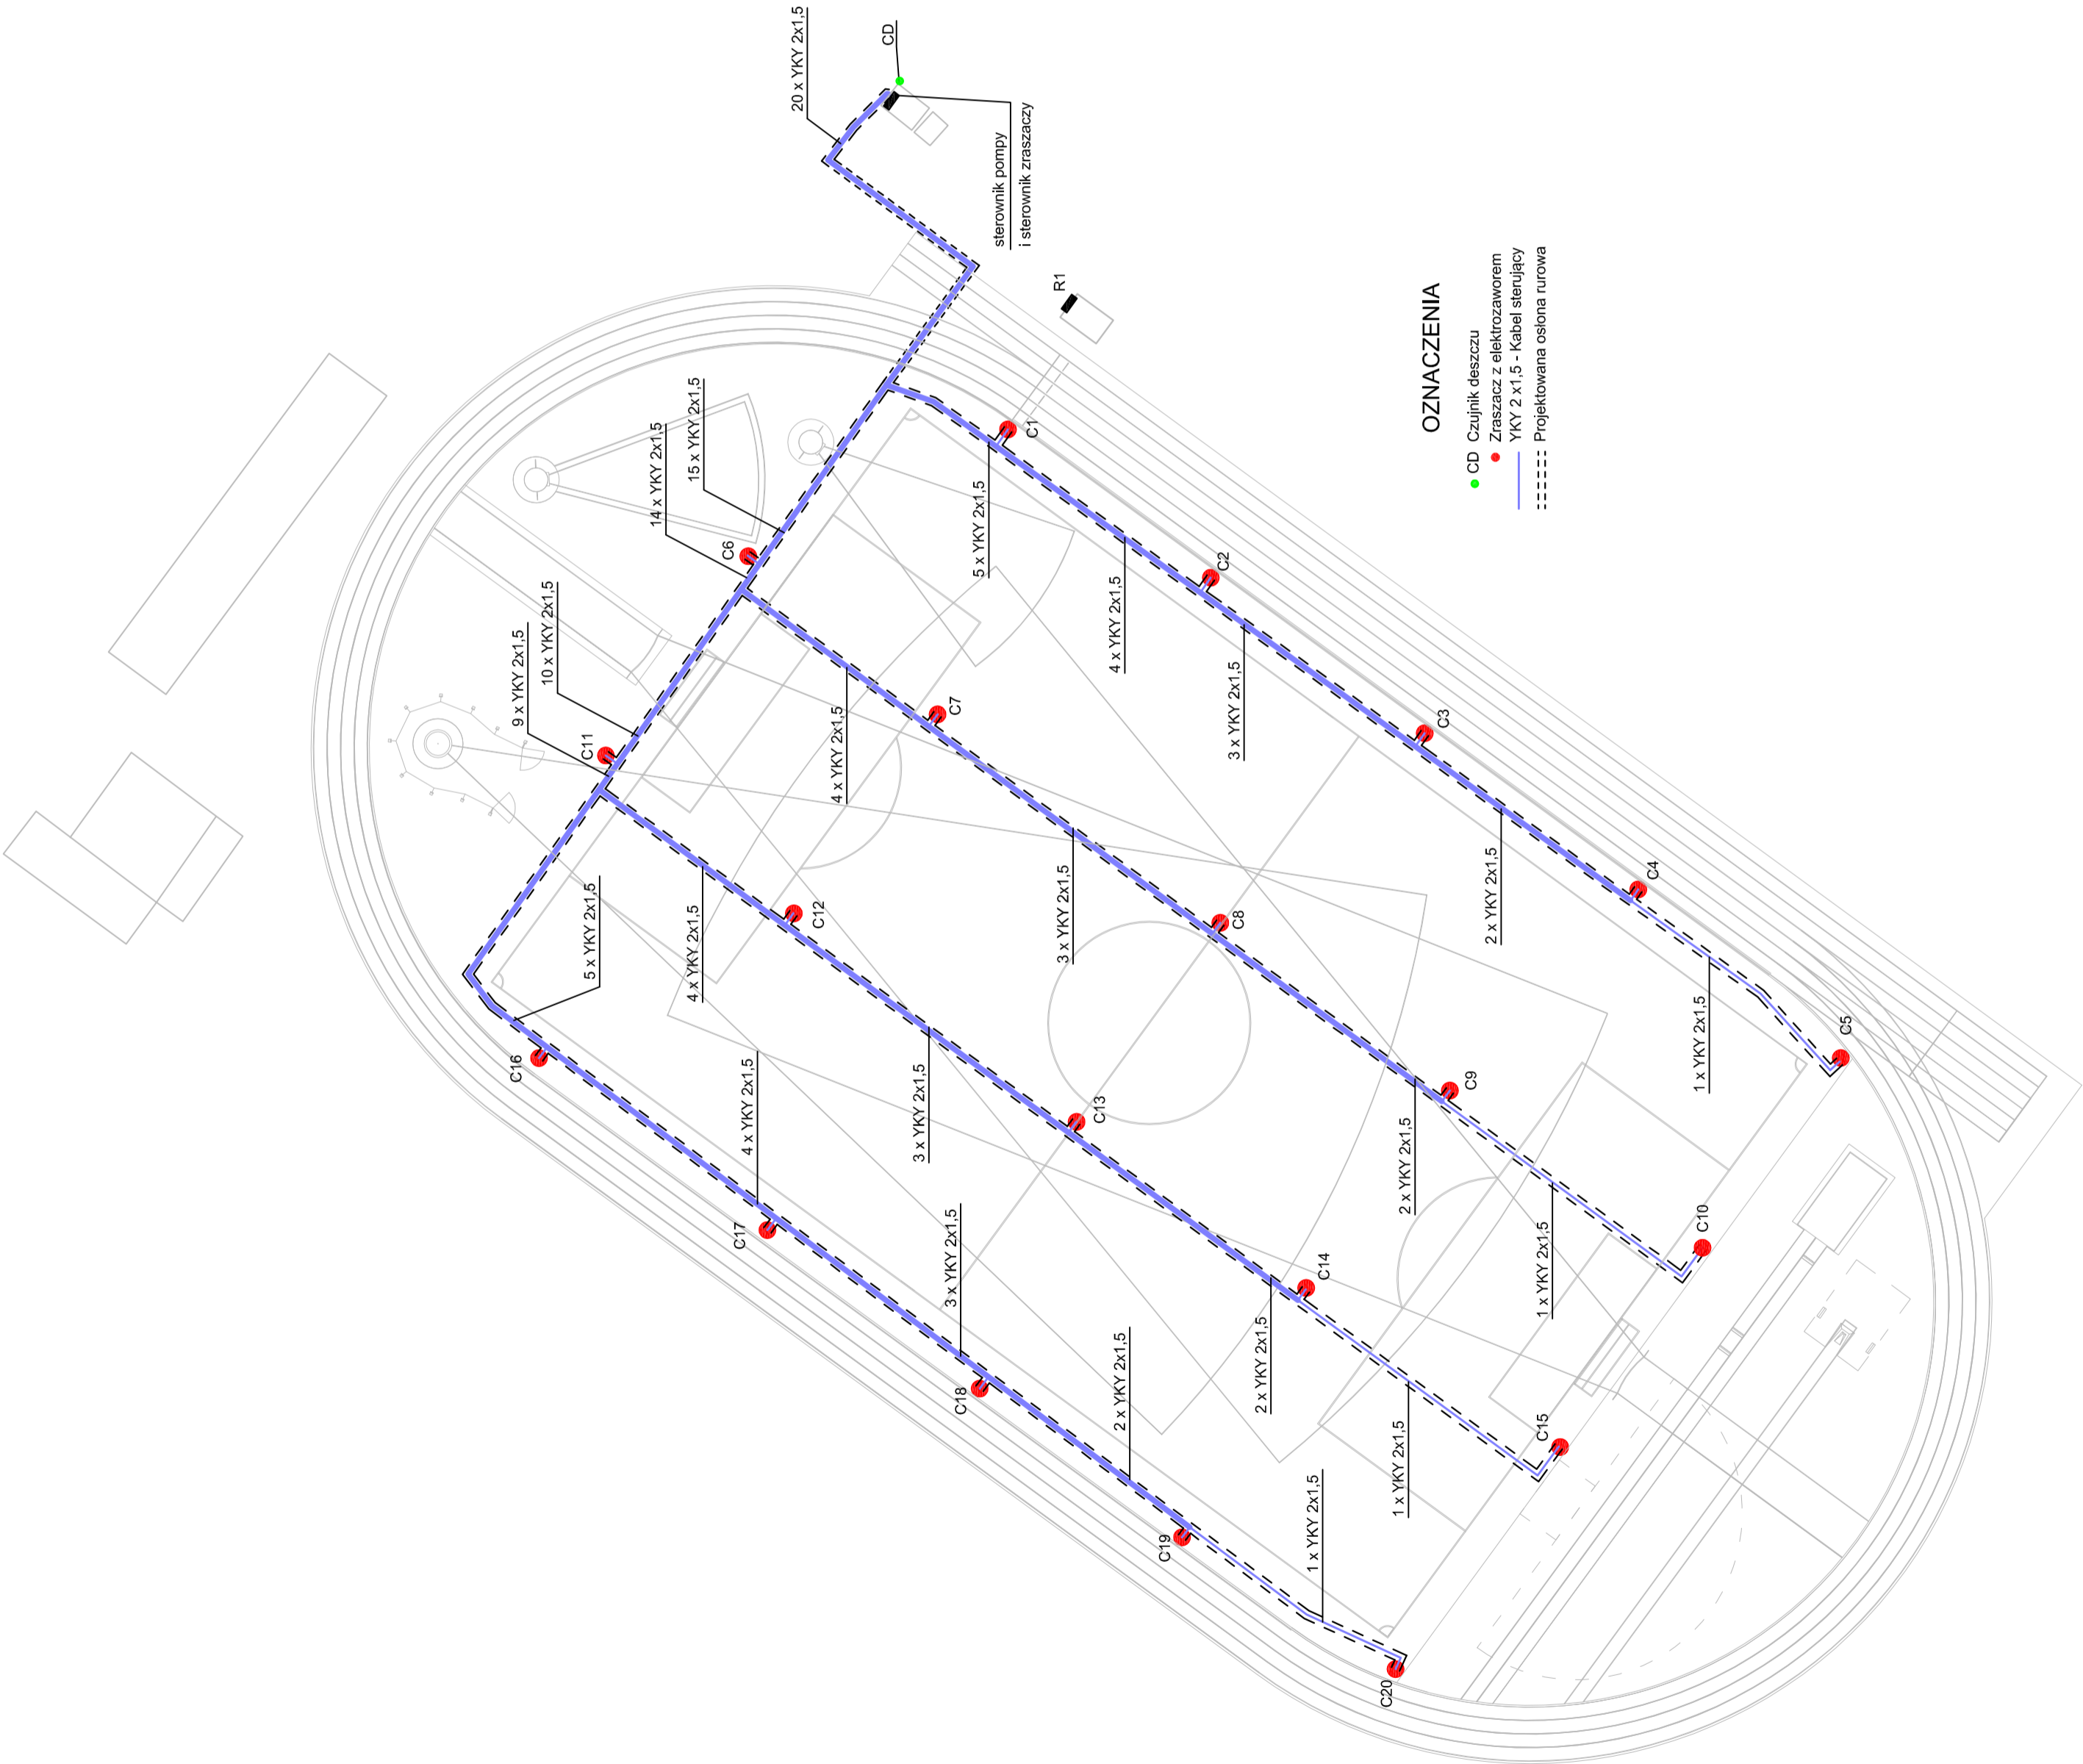 20 x YKY 2x1,5
CD
sterownik pompy
i sterownik zraszaczy
R1
15 x YKY 2x1,5
14 x YKY 2x1,5
C6
10 x YKY 2x1,5
9 x YKY 2x1,5
C11
C1
5 x YKY 2x1,5
4 x YKY 2x1,5
C2
3 x YKY 2x1,5
C3
2 x YKY 2x1,5
C4
1 x YKY 2x1,5
C5
4 x YKY 2x1,5
C7
3 x YKY 2x1,5
C8
2 x YKY 2x1,5
C9
1 x YKY 2x1,5
C10
4 x YKY 2x1,5
C12
3 x YKY 2x1,5
C13
2 x YKY 2x1,5
C14
1 x YKY 2x1,5
C15
5 x YKY 2x1,5
C16
4 x YKY 2x1,5
C17
3 x YKY 2x1,5
C18
2 x YKY 2x1,5
C19
1 x YKY 2x1,5
C20
OZNACZENIA
CD Czujnik deszczu
Zraszacz z elektrozaworem
YKY 2 x1,5 - Kabel sterujący
Projektowana osłona rurowa